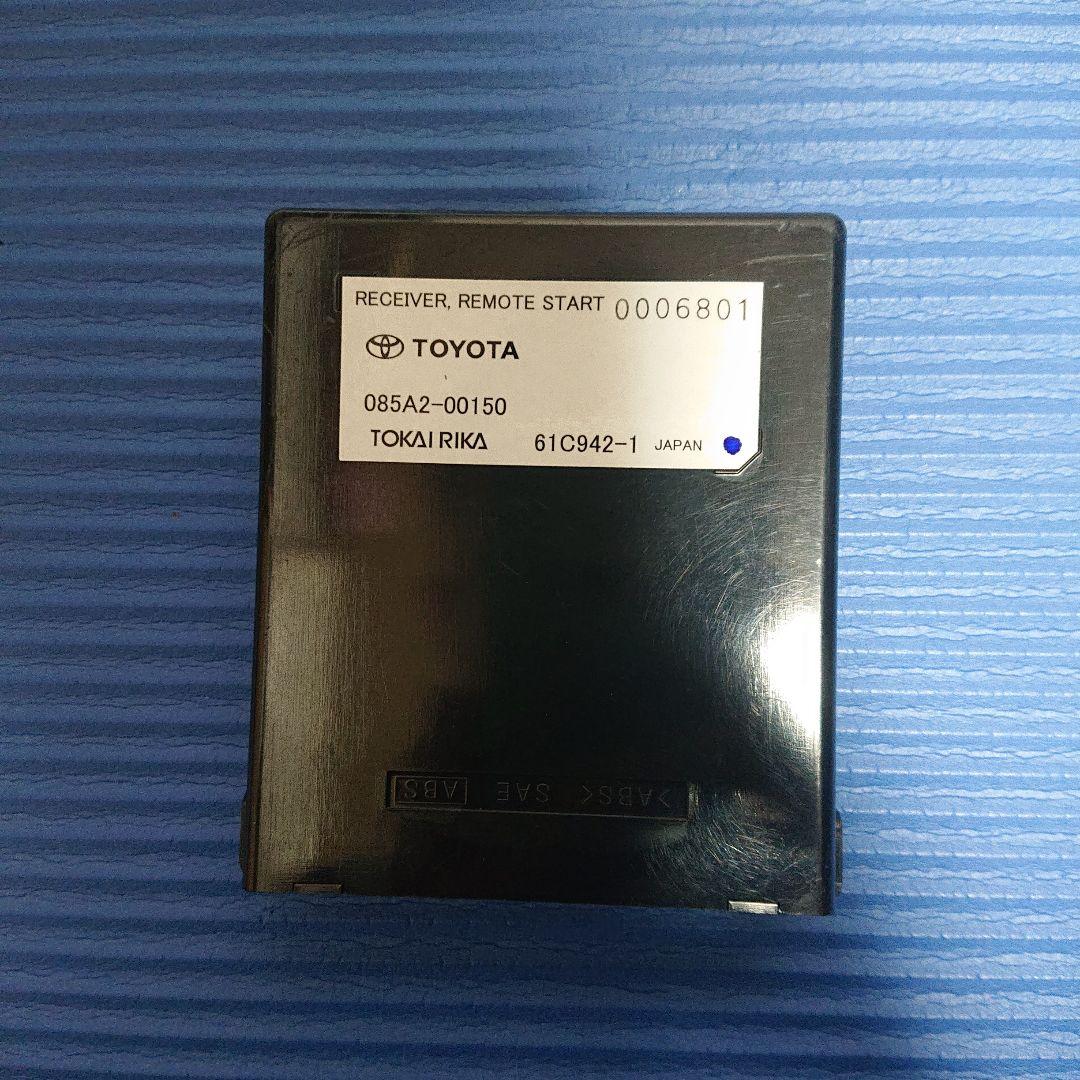 RECEIVER, REMOTE START 0006801
TOYOTA
085A2-00150
TOKAI RIKA 61C942-1 JAPAN
>ABS< SAE ABS